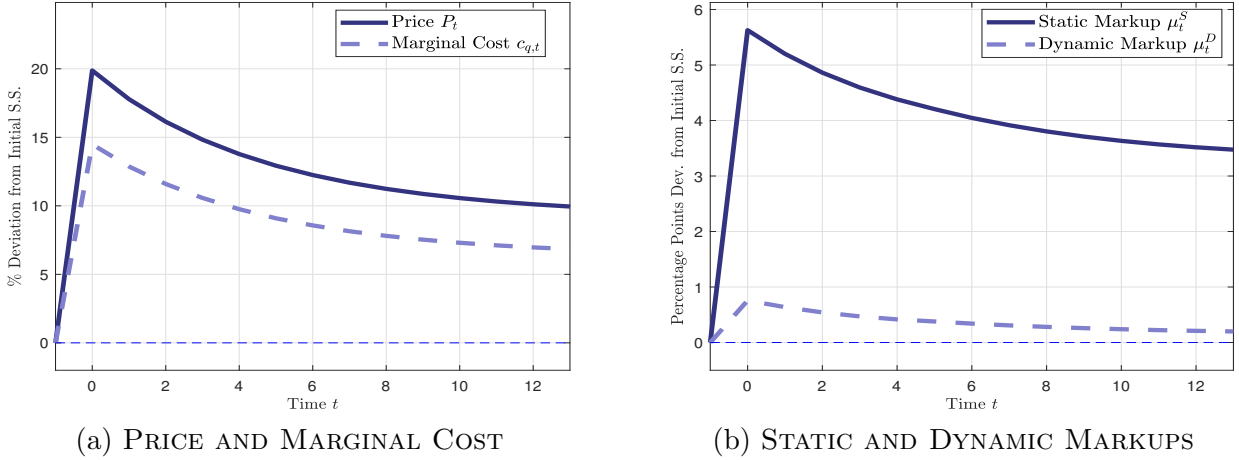 Price P_t
Marginal Cost c_{q,t}
% Deviation from Initial S.S.
20
15
10
5
0
0 2 4 6 8 10 12
Time t
(a) Price and Marginal Cost
Static Markup μ_t^S
Dynamic Markup μ_t^D
Percentage Points Dev. from Initial S.S.
6
5
4
3
2
1
0
0 2 4 6 8 10 12
Time t
(b) Static and Dynamic Markups